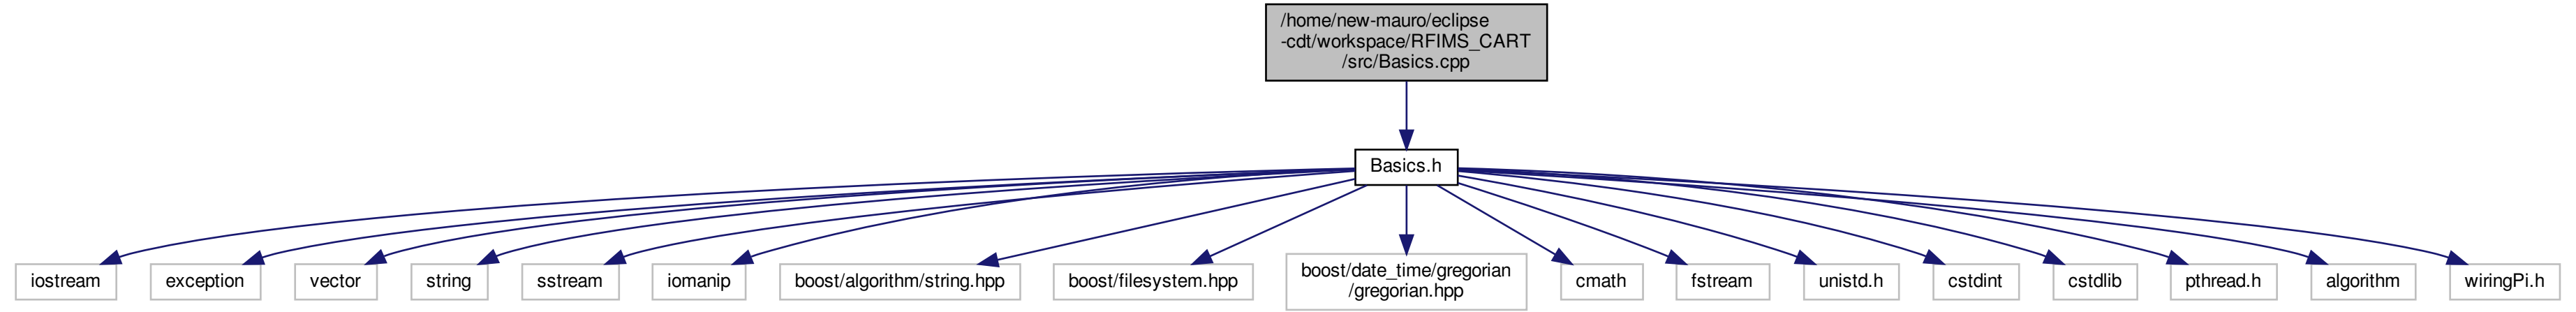 /home/new-mauro/eclipse
-cdt/workspace/RFIMS_CART
/src/Basics.cpp
Basics.h
iostream
exception
vector
string
sstream
iomanip
boost/algorithm/string.hpp
boost/filesystem.hpp
boost/date_time/gregorian
/gregorian.hpp
cmath
fstream
unistd.h
cstdint
cstdlib
pthread.h
algorithm
wiringPi.h